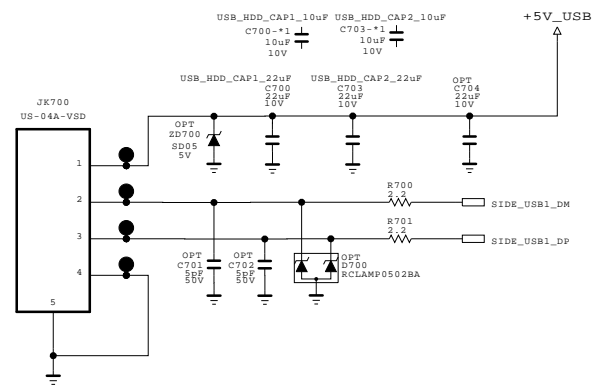 USB_HDD_CAP1_10uF
C700-*1
10uF
10V
USB_HDD_CAP2_10uF
C703-*1
10uF
10V
+5V_USB
USB_HDD_CAP1_22uF
C700
22uF
10V
USB_HDD_CAP2_22uF
C703
22uF
10V
OPT
C704
22uF
10V
JK700
US-04A-VSD
OPT
ZD700
SD05
5V
1
2
3
4
5
R700
2.2
SIDE_USB1_DM
R701
2.2
SIDE_USB1_DP
OPT
C701
5pF
50V
OPT
C702
5pF
50V
OPT
D700
RCLAMP0502BA